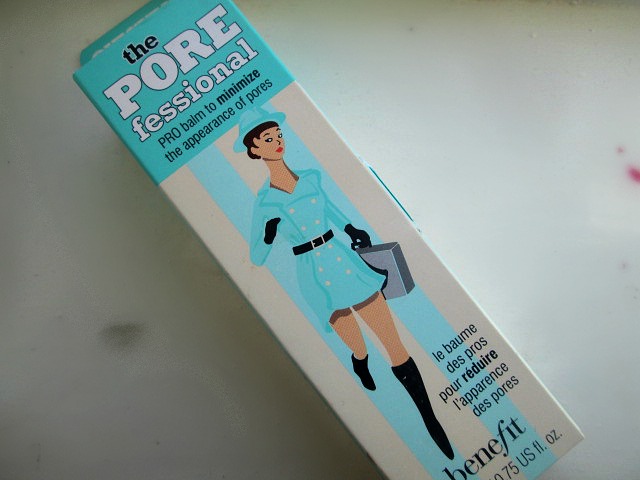 the
PORE
fessional
PRO balm to minimize
the appearance of pores
le baume
des pros
pour réduire
l'apparence
des pores
benefit
0.75 US fl. oz.